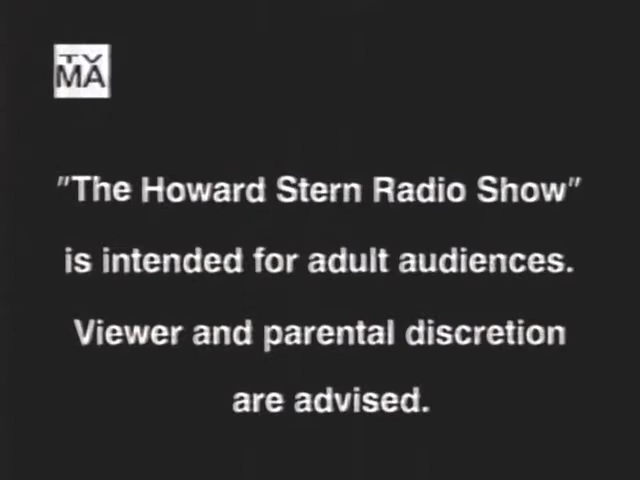 TV
MA
"The Howard Stern Radio Show"
is intended for adult audiences.
Viewer and parental discretion
are advised.